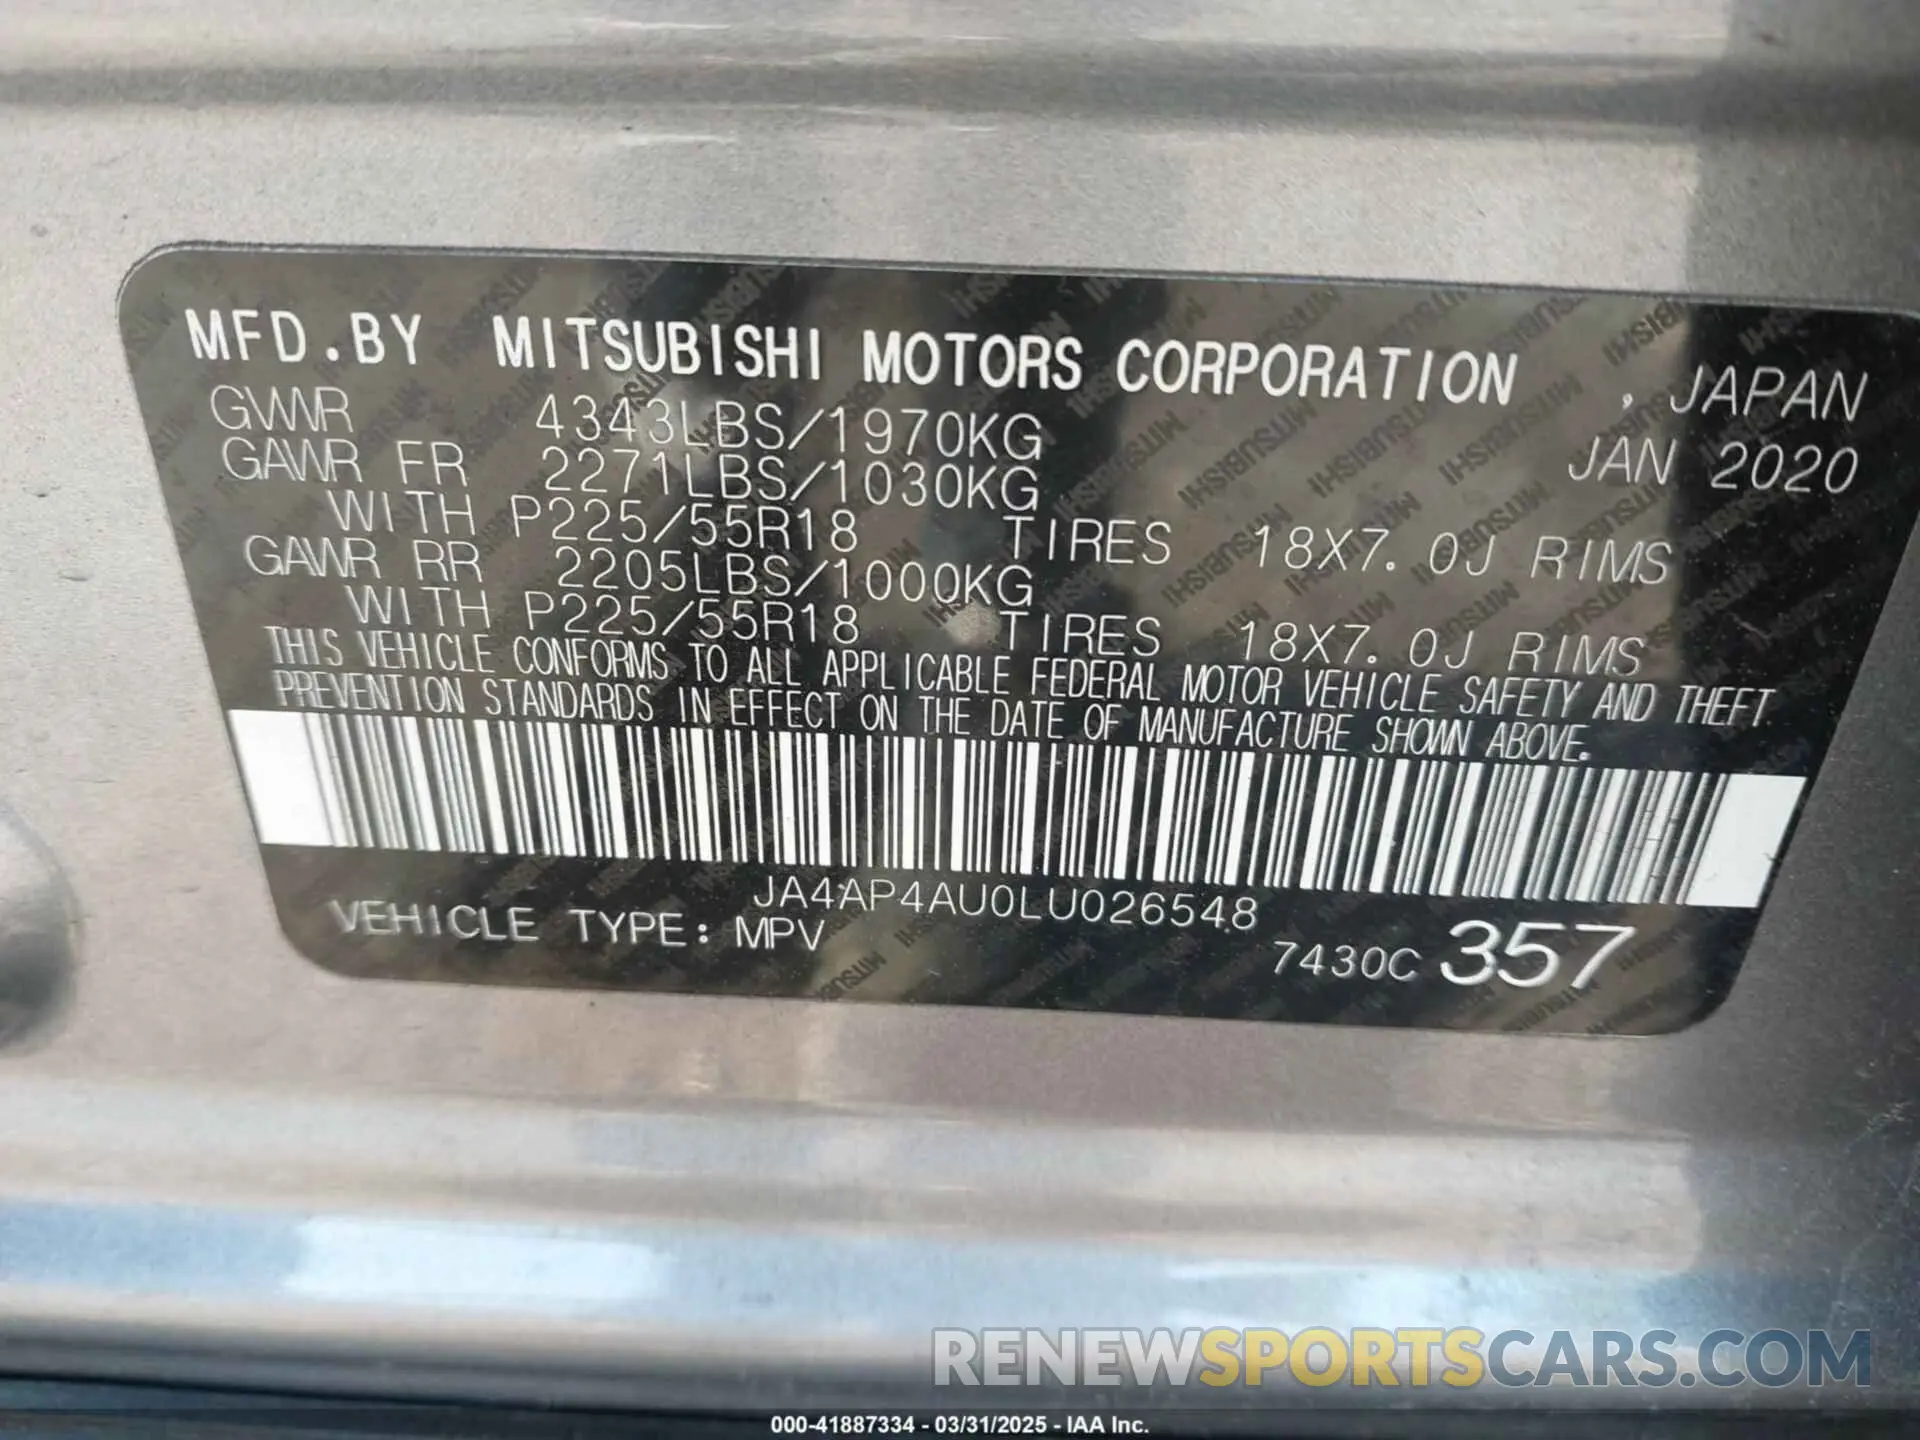 MFD.BY MITSUBISHI MOTORS CORPORATION , JAPAN
GVWR 4343LBS/1970KG JAN 2020
GAWR FR 2271LBS/1030KG
WITH P225/55R18 TIRES 18X7.0J RIMS
GAWR RR 2205LBS/1000KG
WITH P225/55R18 TIRES 18X7.0J RIMS
THIS VEHICLE CONFORMS TO ALL APPLICABLE FEDERAL MOTOR VEHICLE SAFETY AND THEFT
PREVENTION STANDARDS IN EFFECT ON THE DATE OF MANUFACTURE SHOWN ABOVE.
JA4AP4AU0LU026548
VEHICLE TYPE: MPV
7430C 357
RENEWSPORTSCARS.COM
000-41887334 - 03/31/2025 - IAA Inc.